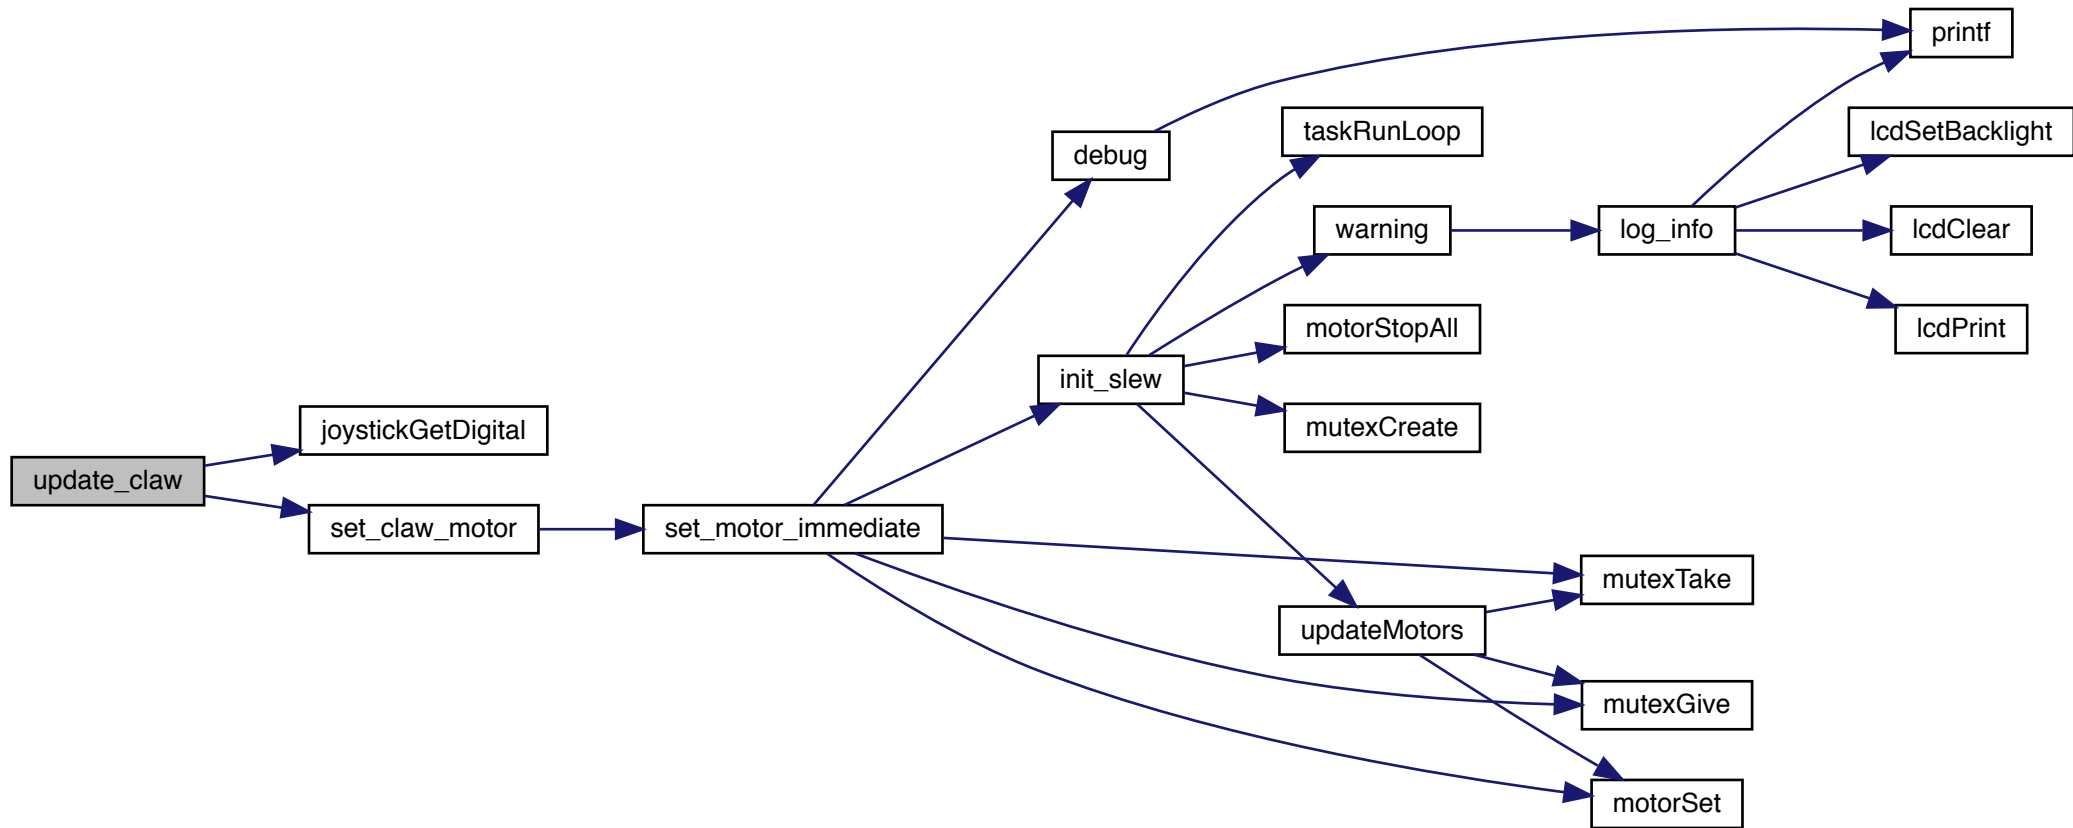 printf
lcdSetBacklight
taskRunLoop
debug
warning
log_info
lcdClear
motorStopAll
lcdPrint
init_slew
joystickGetDigital
mutexCreate
update_claw
set_claw_motor
set_motor_immediate
mutexTake
updateMotors
mutexGive
motorSet